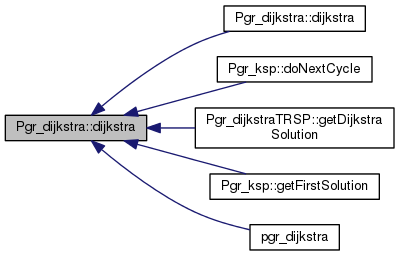 Pgr_dijkstra::dijkstra
Pgr_ksp::doNextCycle
Pgr_dijkstra::dijkstra
Pgr_dijkstraTRSP::getDijkstra
Solution
Pgr_ksp::getFirstSolution
pgr_dijkstra